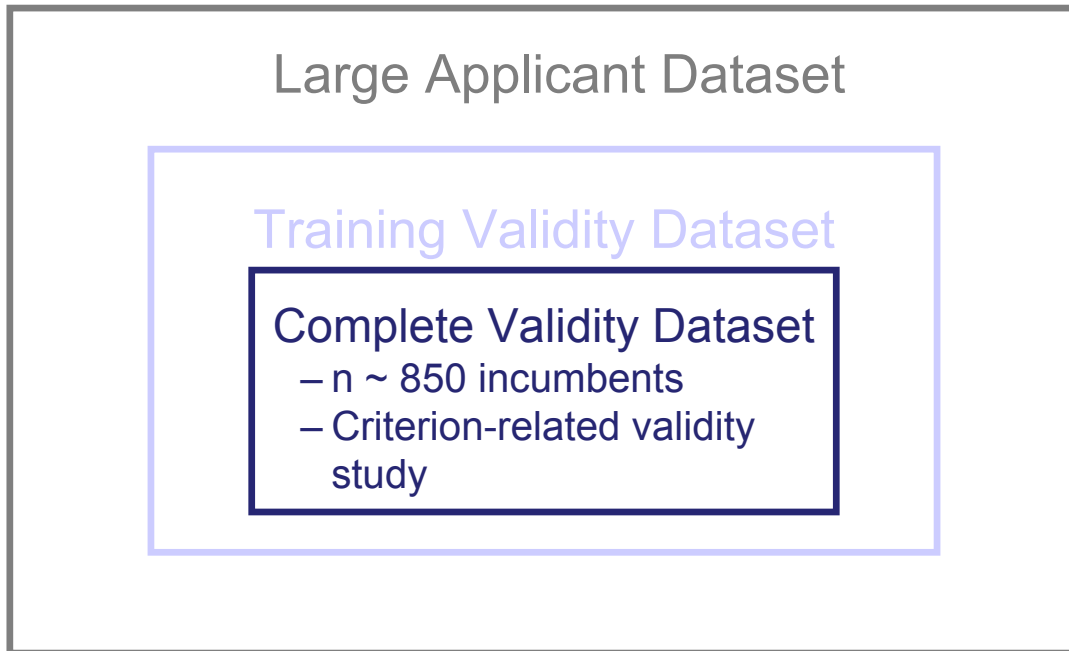 Large Applicant Dataset
Training Validity Dataset
Complete Validity Dataset
– n ~ 850 incumbents
– Criterion-related validity
study